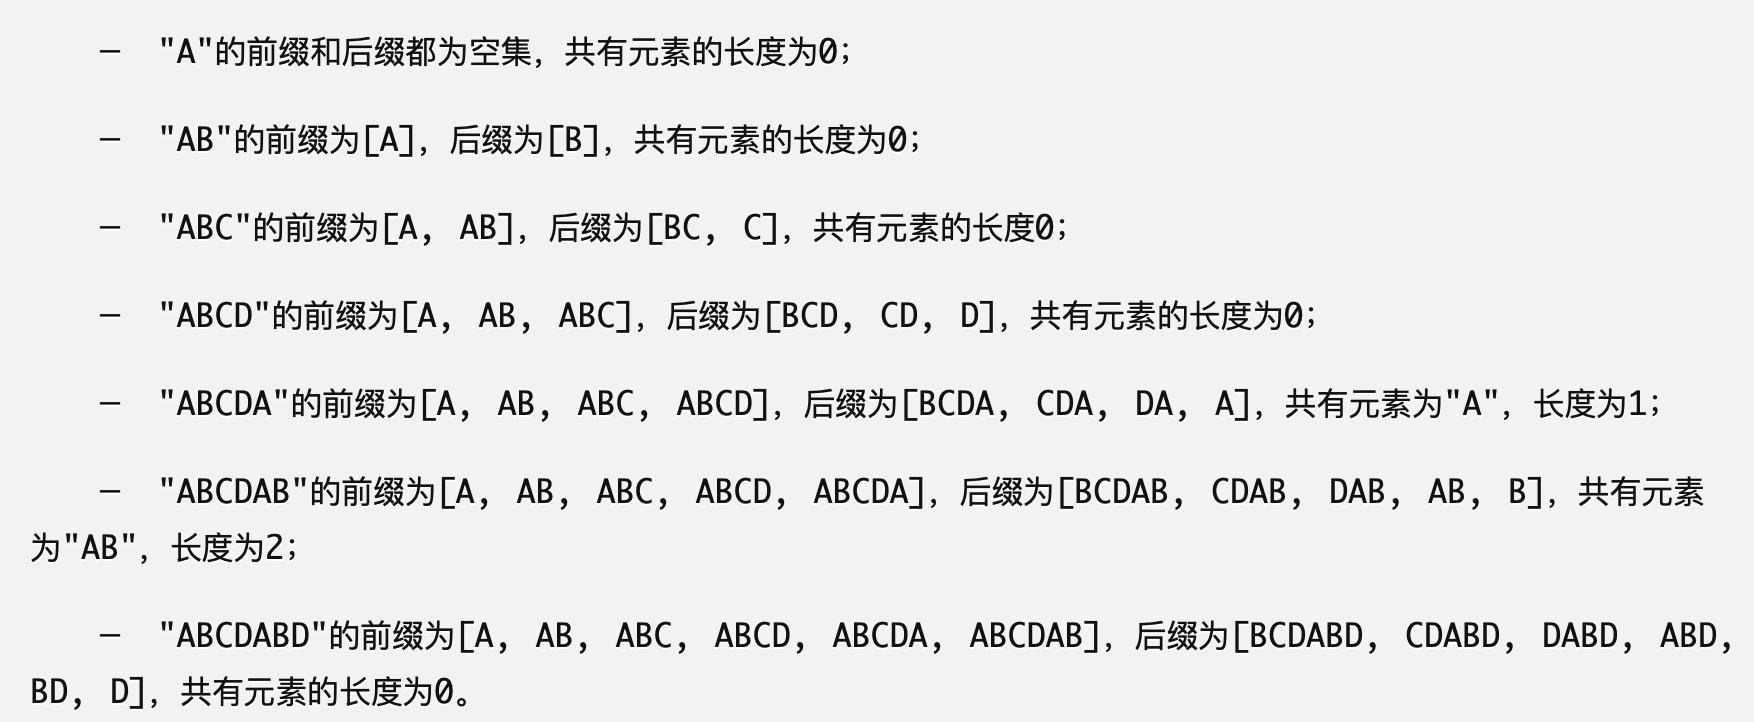 — "A"的前缀和后缀都为空集，共有元素的长度为0；
— "AB"的前缀为[A]，后缀为[B]，共有元素的长度为0；
— "ABC"的前缀为[A, AB]，后缀为[BC, C]，共有元素的长度0；
— "ABCD"的前缀为[A, AB, ABC]，后缀为[BCD, CD, D]，共有元素的长度为0；
— "ABCDA"的前缀为[A, AB, ABC, ABCD]，后缀为[BCDA, CDA, DA, A]，共有元素为"A"，长度为1；
— "ABCDAB"的前缀为[A, AB, ABC, ABCD, ABCDA]，后缀为[BCDAB, CDAB, DAB, AB, B]，共有元素
为"AB"，长度为2；
— "ABCDABD"的前缀为[A, AB, ABC, ABCD, ABCDA, ABCDAB]，后缀为[BCDABD, CDABD, DABD, ABD,
BD, D]，共有元素的长度为0。